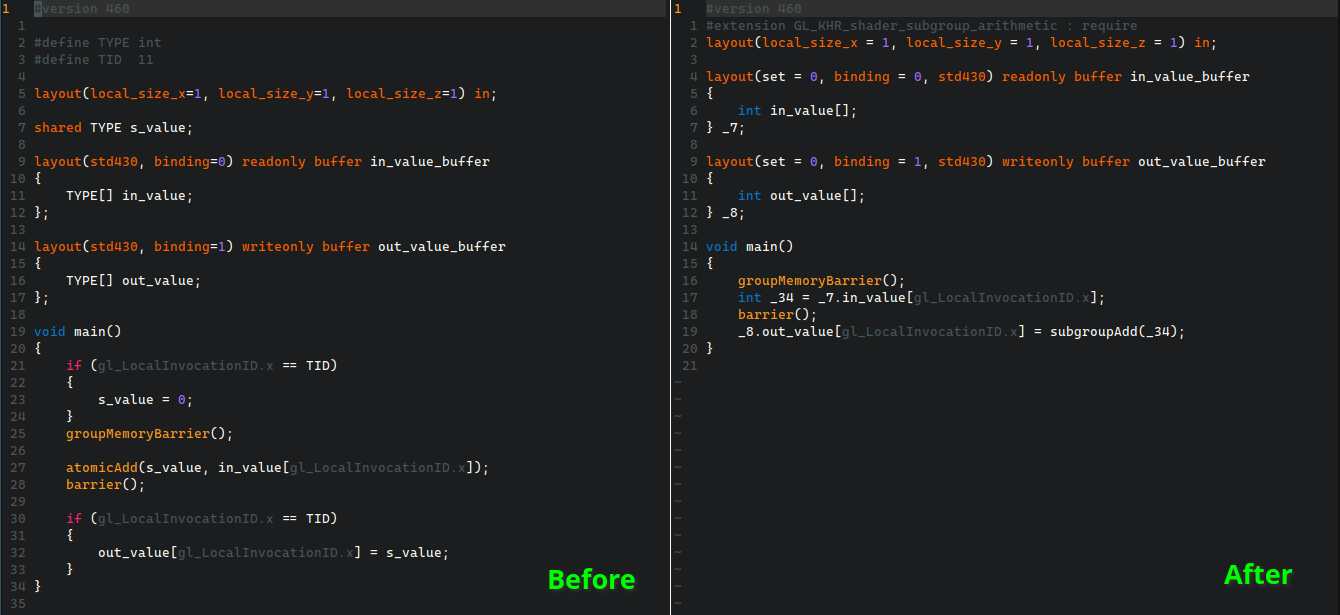 1 #version 460
1
2 #define TYPE int
3 #define TID  11
4
5 layout(local_size_x=1, local_size_y=1, local_size_z=1) in;
6
7 shared TYPE s_value;
8
9 layout(std430, binding=0) readonly buffer in_value_buffer
10 {
11     TYPE[] in_value;
12 };
13
14 layout(std430, binding=1) writeonly buffer out_value_buffer
15 {
16     TYPE[] out_value;
17 };
18
19 void main()
20 {
21     if (gl_LocalInvocationID.x == TID)
22     {
23         s_value = 0;
24     }
25     groupMemoryBarrier();
26
27     atomicAdd(s_value, in_value[gl_LocalInvocationID.x]);
28     barrier();
29
30     if (gl_LocalInvocationID.x == TID)
31     {
32         out_value[gl_LocalInvocationID.x] = s_value;
33     }
34 }
35
Before
1 #version 460
1 #extension GL_KHR_shader_subgroup_arithmetic : require
2 layout(local_size_x = 1, local_size_y = 1, local_size_z = 1) in;
3
4 layout(set = 0, binding = 0, std430) readonly buffer in_value_buffer
5 {
6     int in_value[];
7 } _7;
8
9 layout(set = 0, binding = 1, std430) writeonly buffer out_value_buffer
10 {
11     int out_value[];
12 } _8;
13
14 void main()
15 {
16     groupMemoryBarrier();
17     int _34 = _7.in_value[gl_LocalInvocationID.x];
18     barrier();
19     _8.out_value[gl_LocalInvocationID.x] = subgroupAdd(_34);
20 }
21
~
~
~
~
~
~
~
~
~
~
~
~
~
~
After